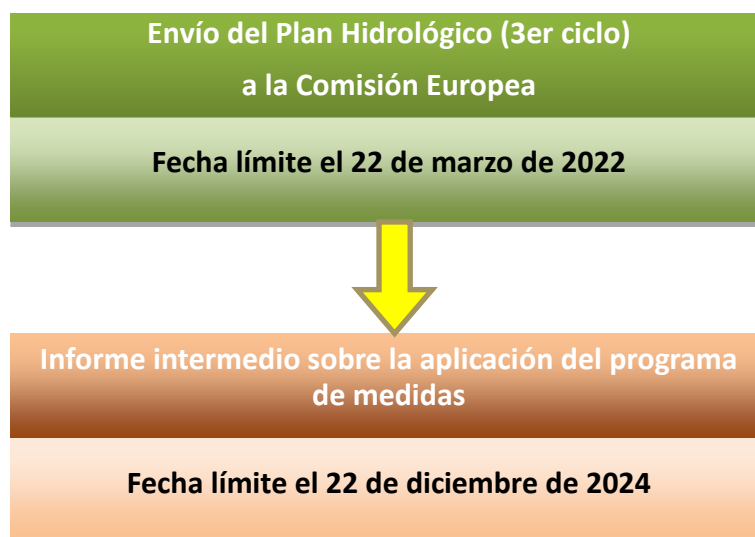 Envío del Plan Hidrológico (3er ciclo)
a la Comisión Europea
Fecha límite el 22 de marzo de 2022
Informe intermedio sobre la aplicación del programa
de medidas
Fecha límite el 22 de diciembre de 2024